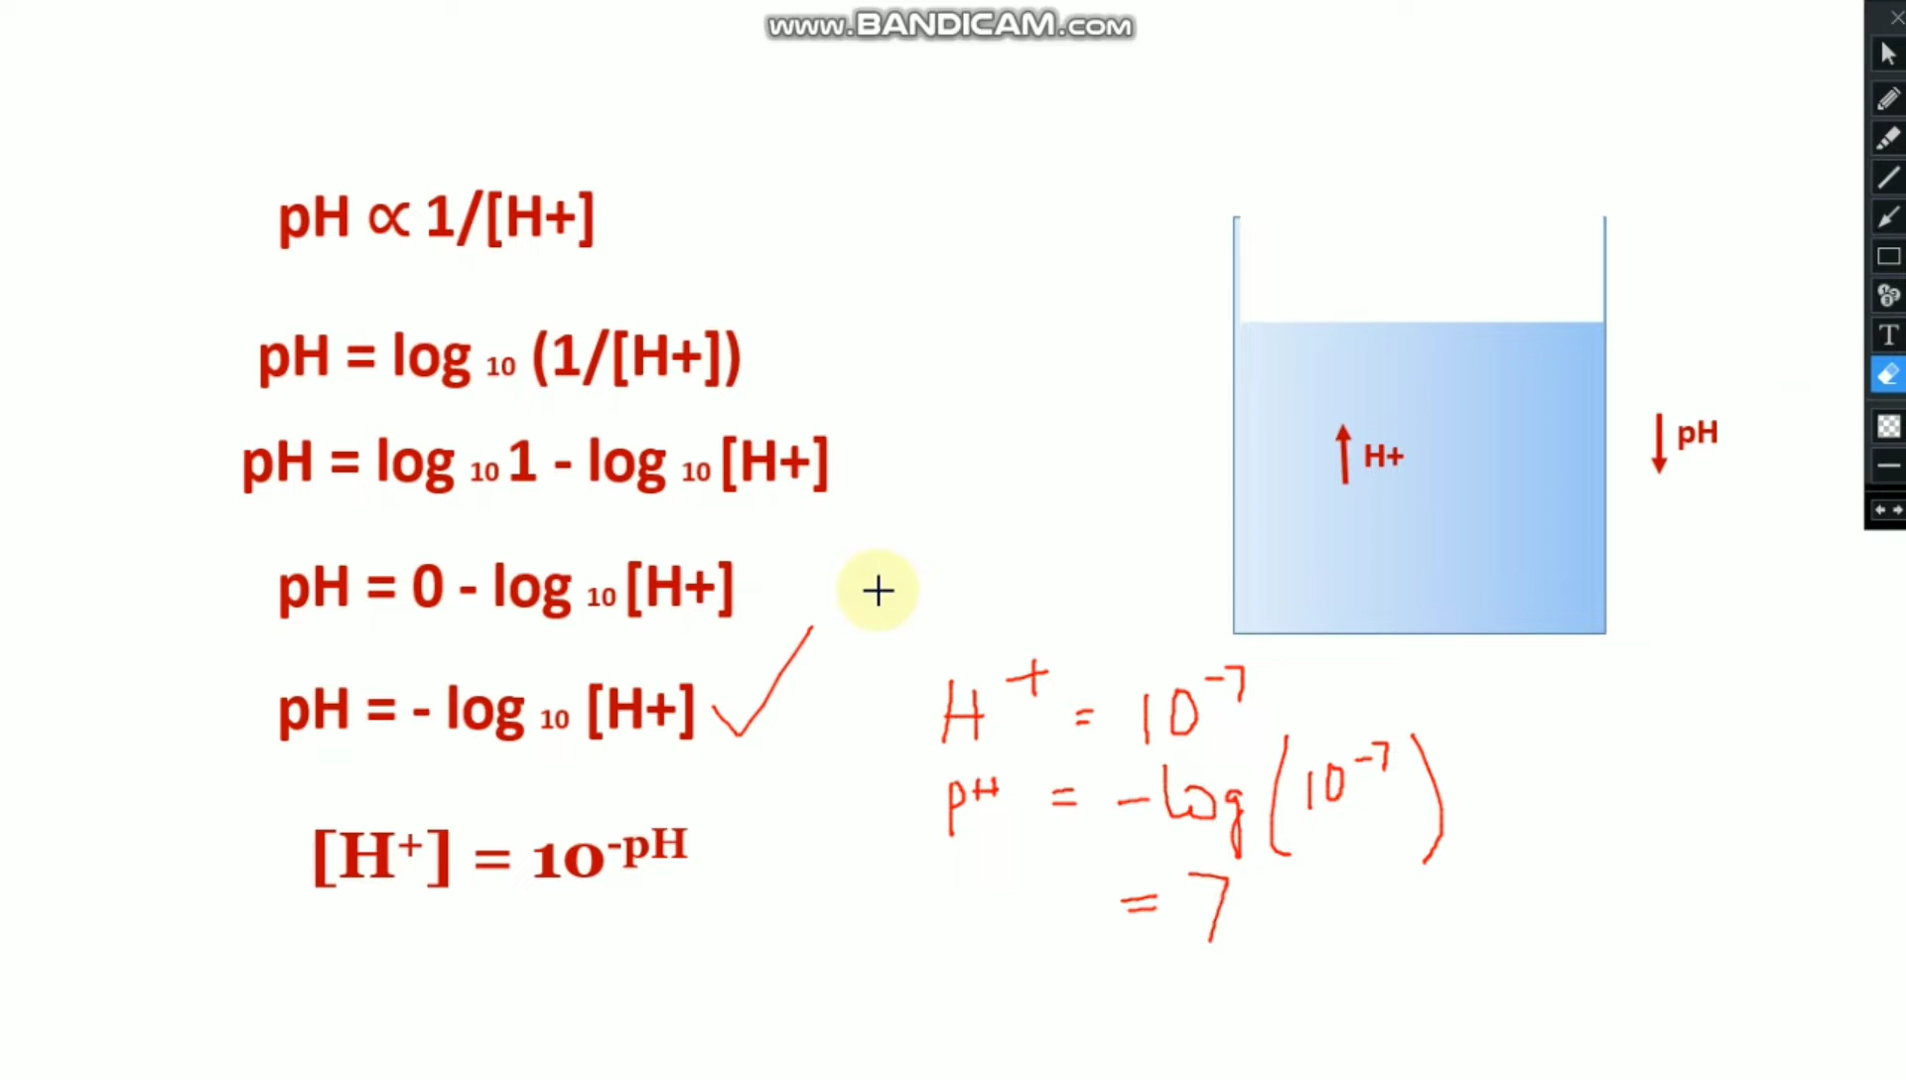 www.BANDICAM.com
pH ∝ 1/[H+]
pH = log 10 (1/[H+])
pH = log 10 1 - log 10 [H+]
pH = 0 - log 10 [H+]
pH = - log 10 [H+]
[H⁺] = 10⁻ᵖᴴ
H+
pH
H⁺ = 10⁻⁷
pH = -log(10⁻⁷)
= 7
T